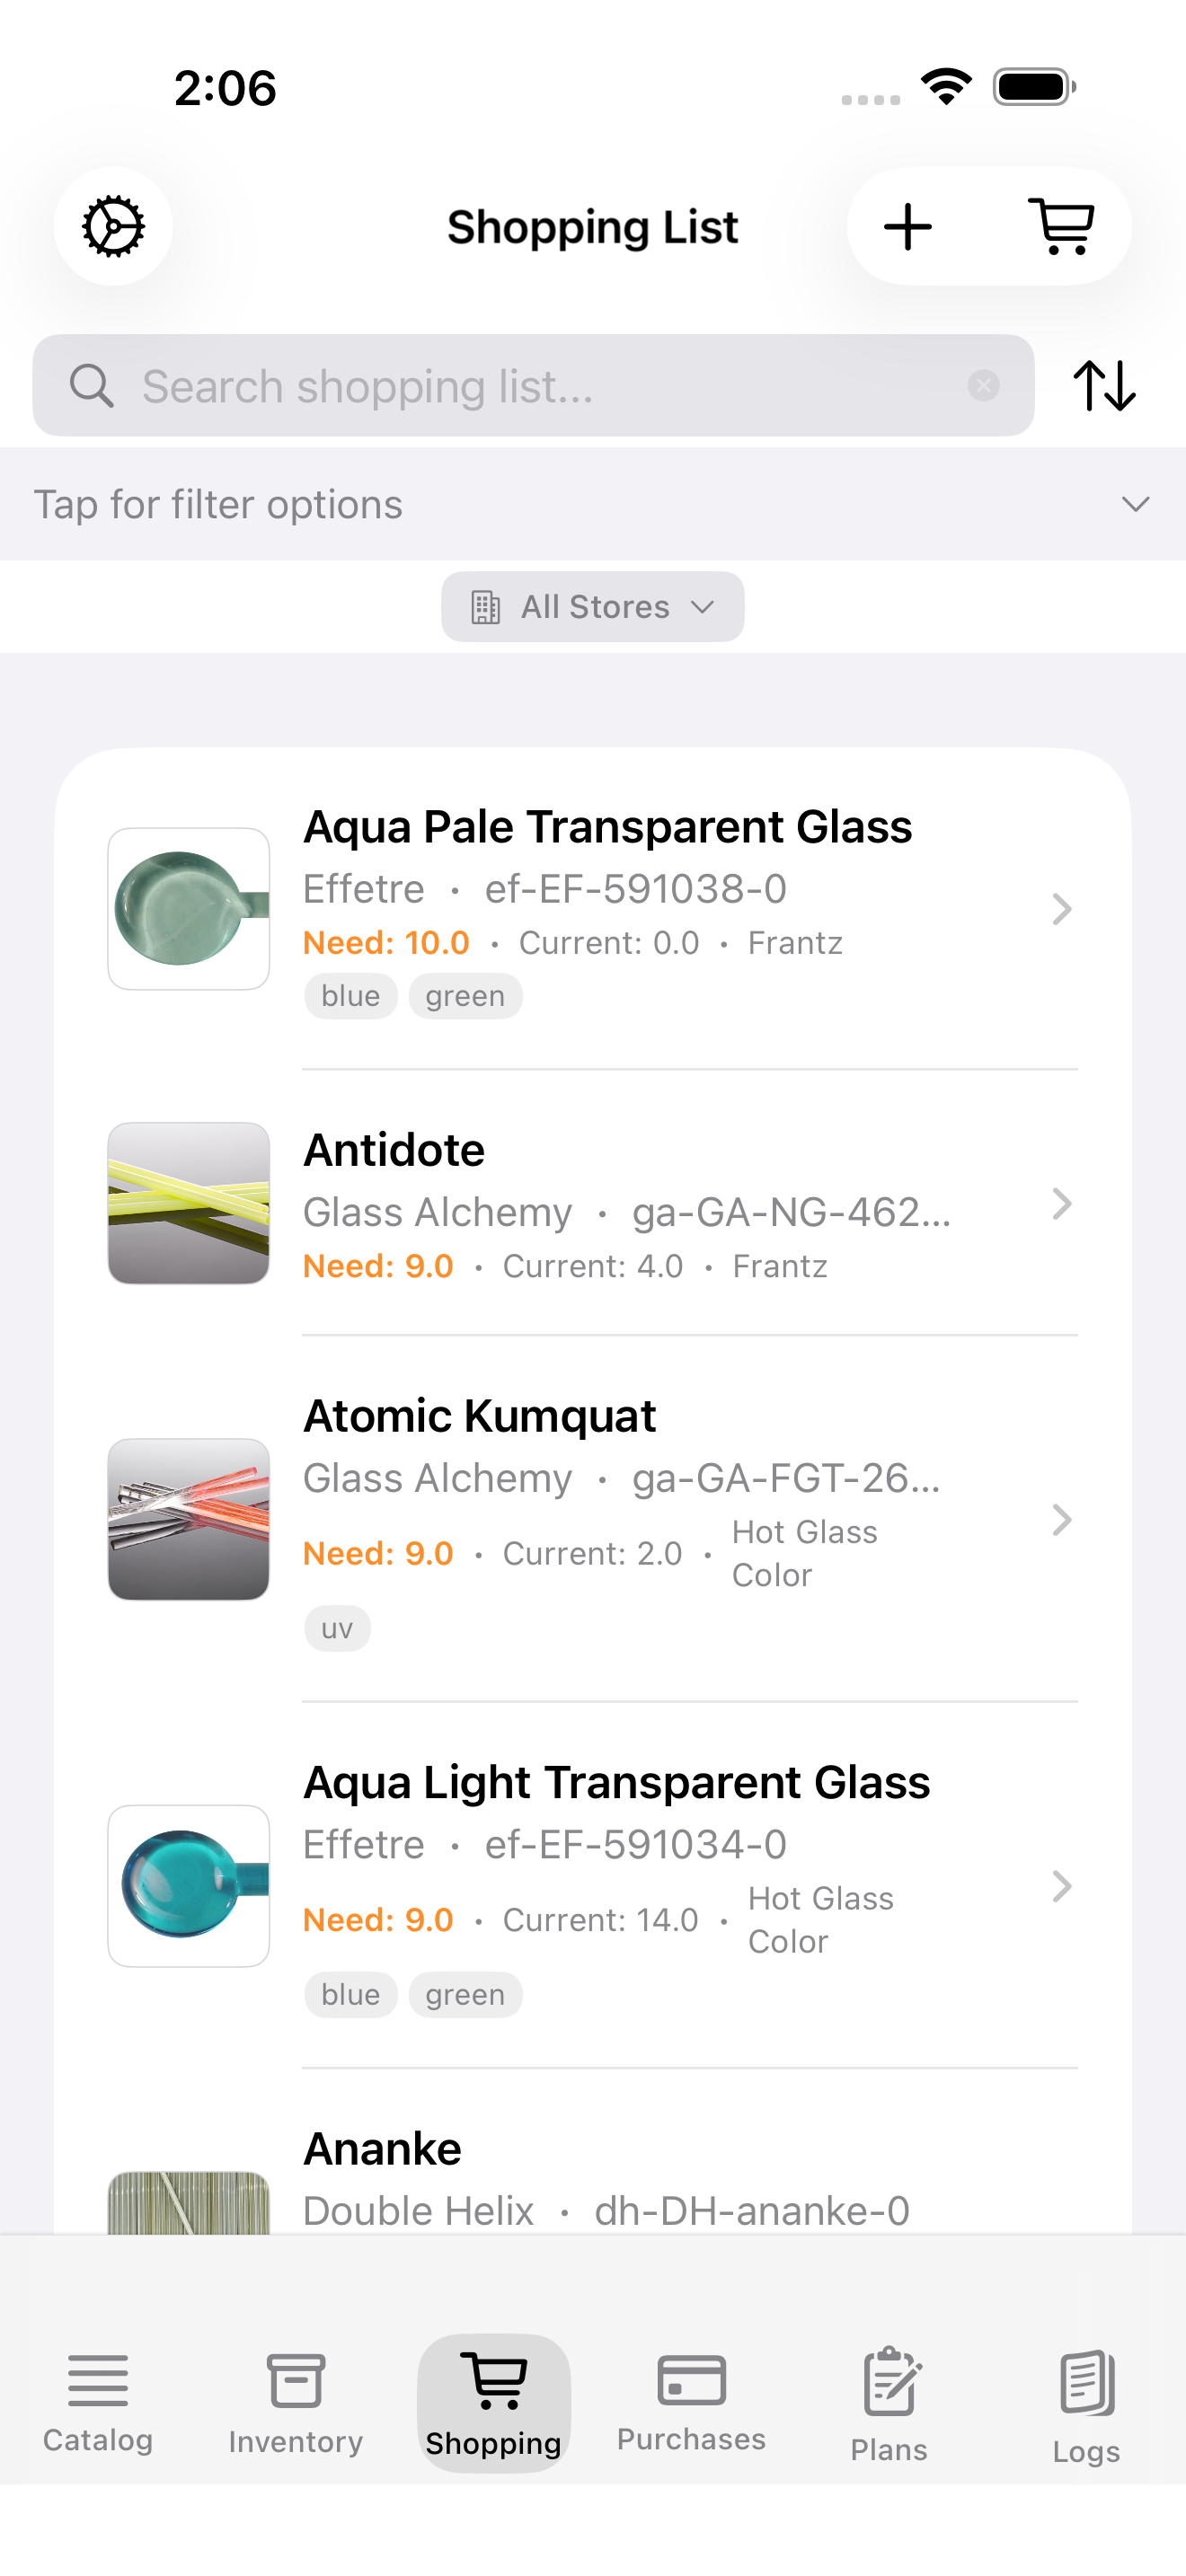 2:06
Shopping List
Search shopping list...
Tap for filter options
All Stores
Aqua Pale Transparent Glass
Effetre • ef-EF-591038-0
Need: 10.0 • Current: 0.0 • Frantz
blue green
Antidote
Glass Alchemy • ga-GA-NG-462...
Need: 9.0 • Current: 4.0 • Frantz
Atomic Kumquat
Glass Alchemy • ga-GA-FGT-26...
Need: 9.0 • Current: 2.0 • Hot Glass
Color
uv
Aqua Light Transparent Glass
Effetre • ef-EF-591034-0
Need: 9.0 • Current: 14.0 • Hot Glass
Color
blue green
Ananke
Double Helix • dh-DH-ananke-0
Catalog Inventory Shopping Purchases Plans Logs